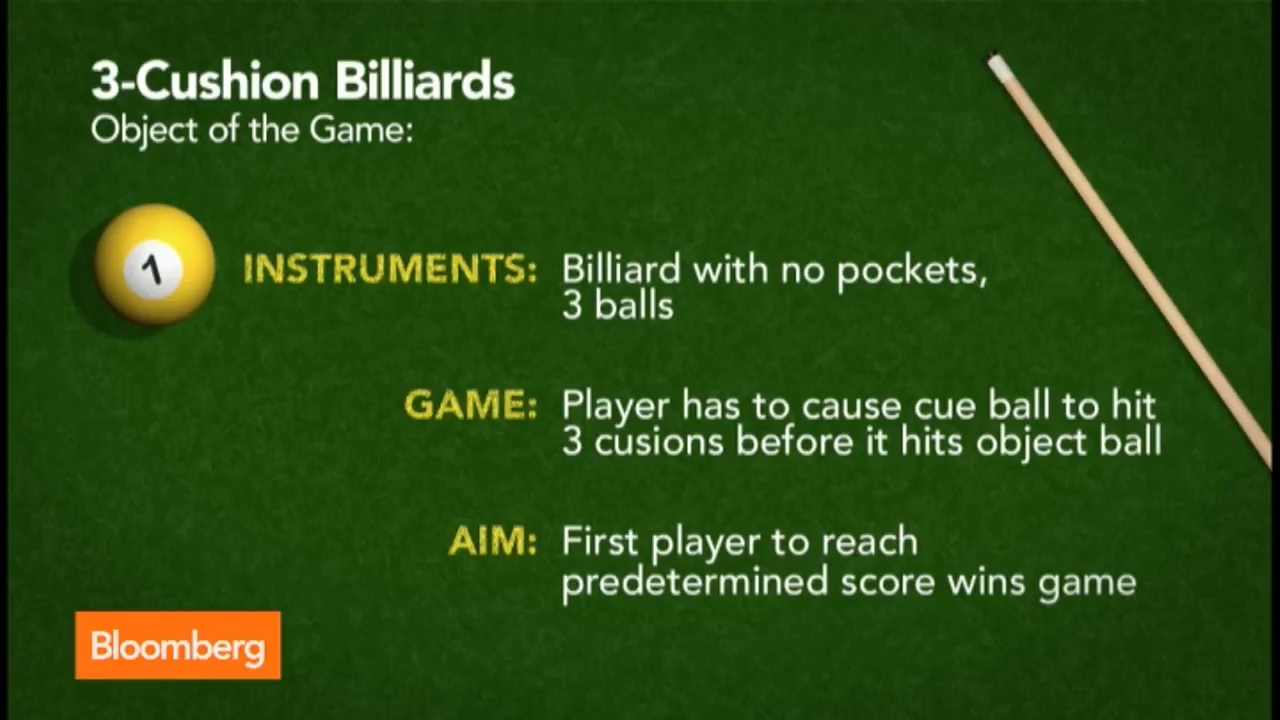 3-Cushion Billiards
Object of the Game:
1
INSTRUMENTS: Billiard with no pockets,
3 balls
GAME: Player has to cause cue ball to hit
3 cusions before it hits object ball
AIM: First player to reach
predetermined score wins game
Bloomberg